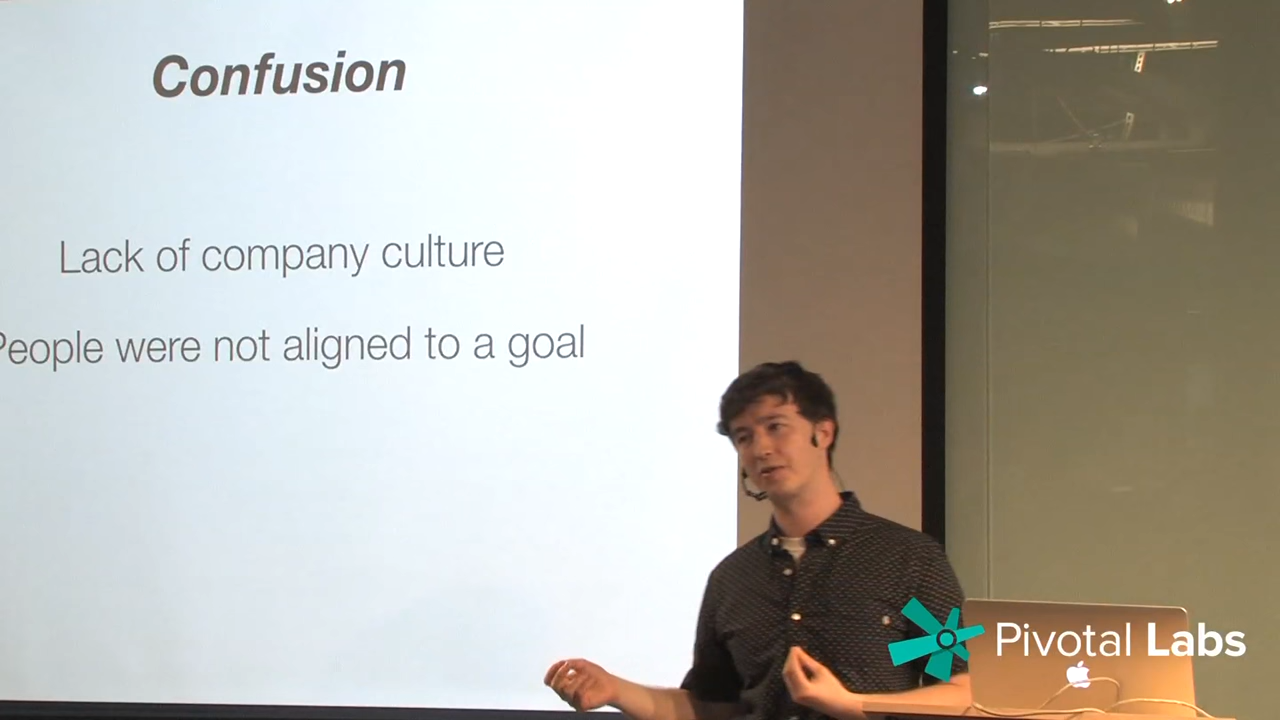 Confusion
Lack of company culture
People were not aligned to a goal
Pivotal Labs